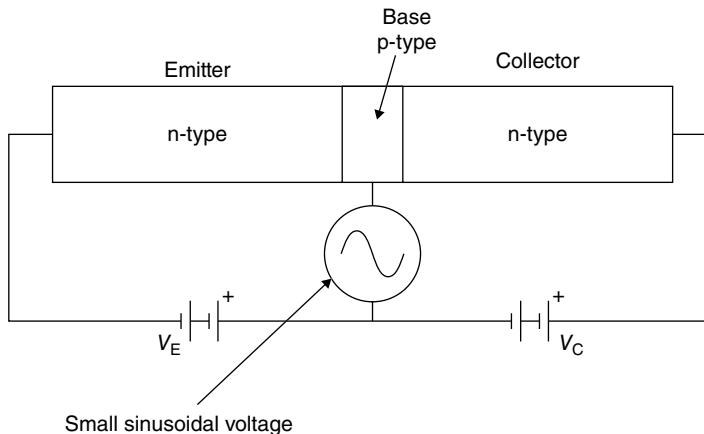 Base
p-type
Emitter
Collector
n-type
n-type
+
+
VE
VC
Small sinusoidal voltage